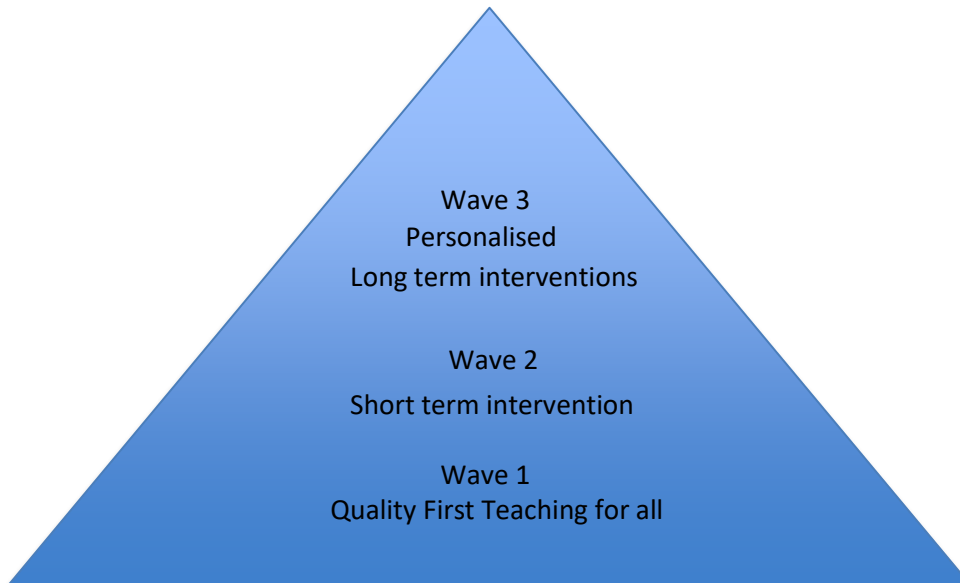 Wave 3
Personalised
Long term interventions
Wave 2
Short term intervention
Wave 1
Quality First Teaching for all